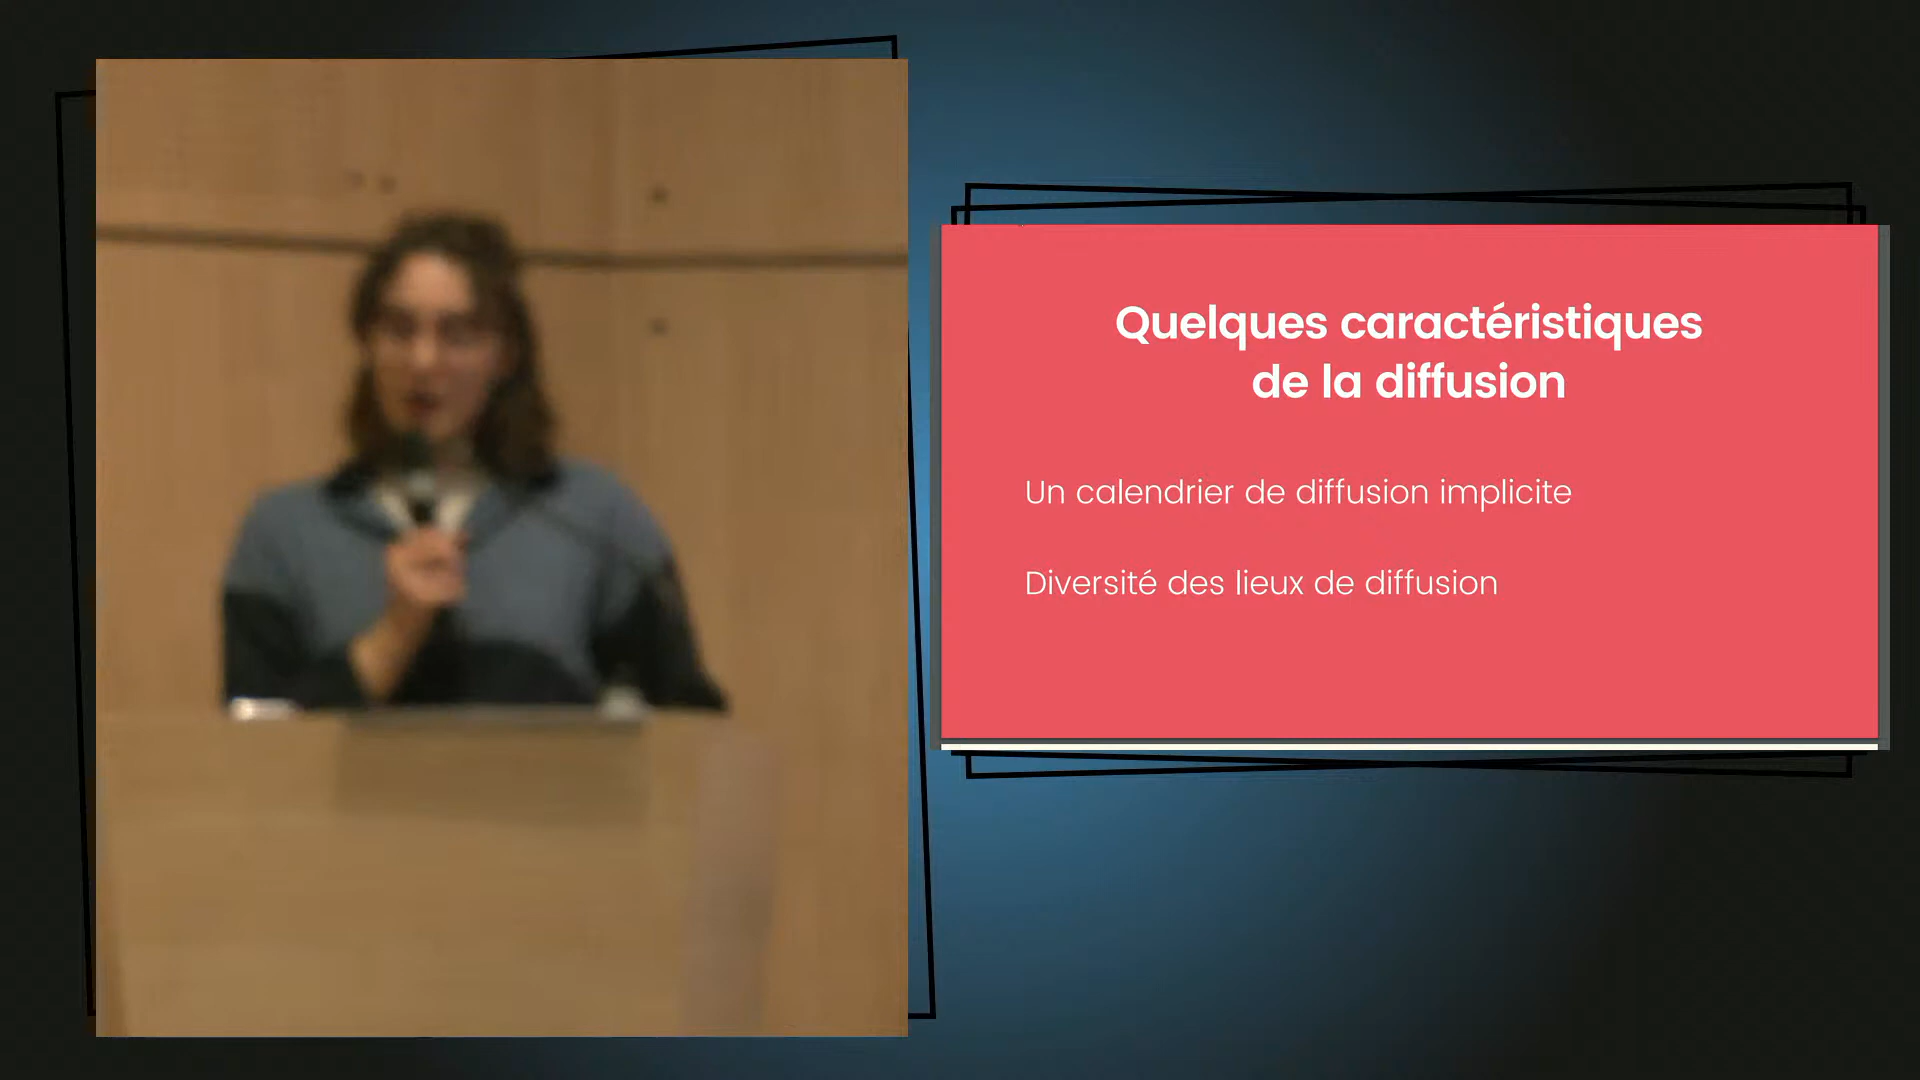 Quelques caractéristiques
de la diffusion
Un calendrier de diffusion implicite
Diversité des lieux de diffusion